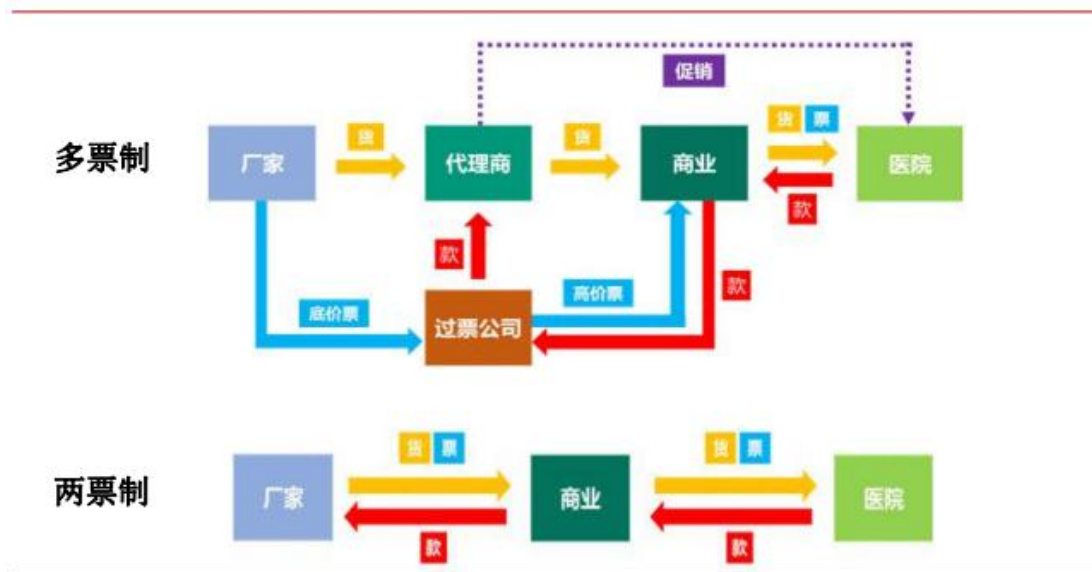 促销
货 票
多票制
厂家
货
代理商
货
商业
医院
款
款
款
底价票
高价票
过票公司
货 票
货 票
两票制
厂家
商业
医院
款
款